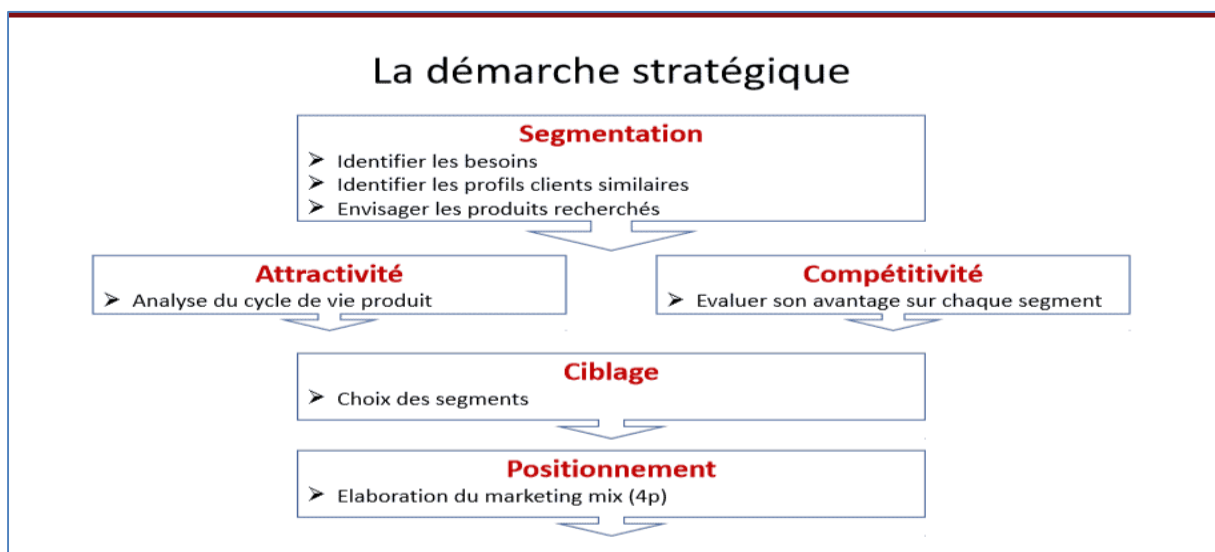 La démarche stratégique
Segmentation
➢ Identifier les besoins
➢ Identifier les profils clients similaires
➢ Envisager les produits recherchés
Attractivité
➢ Analyse du cycle de vie produit
Compétitivité
➢ Evaluer son avantage sur chaque segment
Ciblage
➢ Choix des segments
Positionnement
➢ Elaboration du marketing mix (4p)